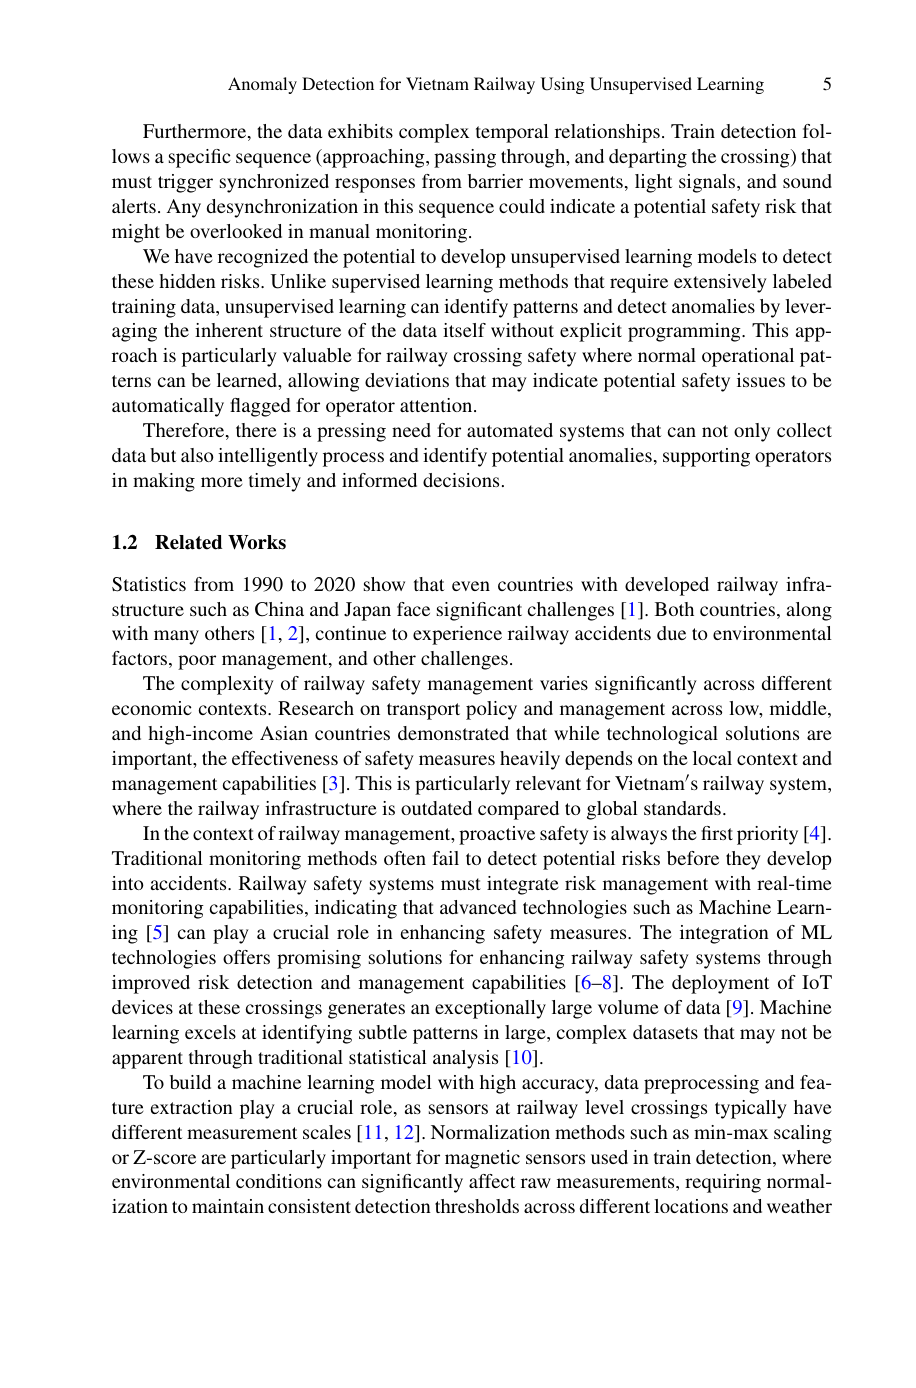 Anomaly Detection for Vietnam Railway Using Unsupervised Learning 5
Furthermore, the data exhibits complex temporal relationships. Train detection fol-
lows a specific sequence (approaching, passing through, and departing the crossing) that
must trigger synchronized responses from barrier movements, light signals, and sound
alerts. Any desynchronization in this sequence could indicate a potential safety risk that
might be overlooked in manual monitoring.
We have recognized the potential to develop unsupervised learning models to detect
these hidden risks. Unlike supervised learning methods that require extensively labeled
training data, unsupervised learning can identify patterns and detect anomalies by lever-
aging the inherent structure of the data itself without explicit programming. This app-
roach is particularly valuable for railway crossing safety where normal operational pat-
terns can be learned, allowing deviations that may indicate potential safety issues to be
automatically flagged for operator attention.
Therefore, there is a pressing need for automated systems that can not only collect
data but also intelligently process and identify potential anomalies, supporting operators
in making more timely and informed decisions.
1.2 Related Works
Statistics from 1990 to 2020 show that even countries with developed railway infra-
structure such as China and Japan face significant challenges [1]. Both countries, along
with many others [1, 2], continue to experience railway accidents due to environmental
factors, poor management, and other challenges.
The complexity of railway safety management varies significantly across different
economic contexts. Research on transport policy and management across low, middle,
and high-income Asian countries demonstrated that while technological solutions are
important, the effectiveness of safety measures heavily depends on the local context and
management capabilities [3]. This is particularly relevant for Vietnam′s railway system,
where the railway infrastructure is outdated compared to global standards.
In the context of railway management, proactive safety is always the first priority [4].
Traditional monitoring methods often fail to detect potential risks before they develop
into accidents. Railway safety systems must integrate risk management with real-time
monitoring capabilities, indicating that advanced technologies such as Machine Learn-
ing [5] can play a crucial role in enhancing safety measures. The integration of ML
technologies offers promising solutions for enhancing railway safety systems through
improved risk detection and management capabilities [6–8]. The deployment of IoT
devices at these crossings generates an exceptionally large volume of data [9]. Machine
learning excels at identifying subtle patterns in large, complex datasets that may not be
apparent through traditional statistical analysis [10].
To build a machine learning model with high accuracy, data preprocessing and fea-
ture extraction play a crucial role, as sensors at railway level crossings typically have
different measurement scales [11, 12]. Normalization methods such as min-max scaling
or Z-score are particularly important for magnetic sensors used in train detection, where
environmental conditions can significantly affect raw measurements, requiring normal-
ization to maintain consistent detection thresholds across different locations and weather